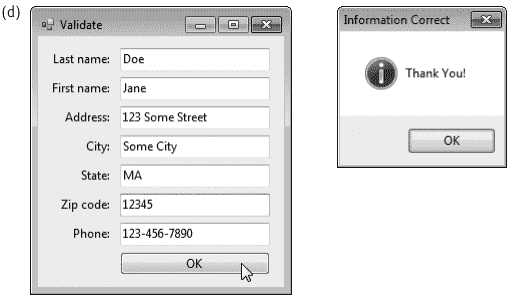 (d)
Validate
Last name: Doe
First name: Jane
Address: 123 Some Street
City: Some City
State: MA
Zip code: 12345
Phone: 123-456-7890
OK
Information Correct
Thank You!
OK